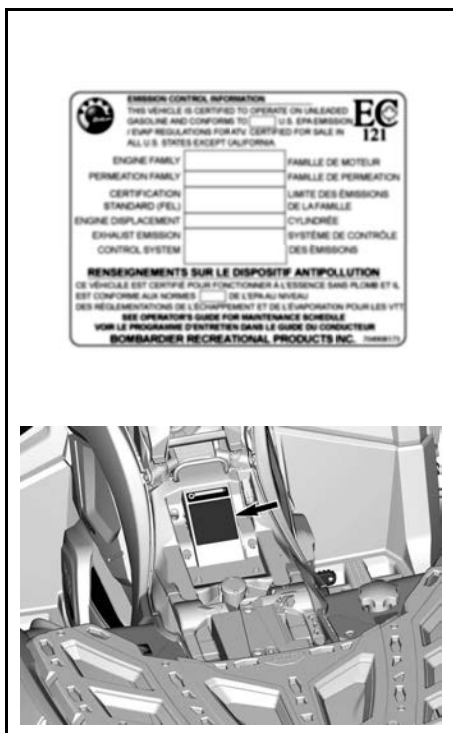 EMISSION CONTROL INFORMATION
THIS VEHICLE IS CERTIFIED TO OPERATE ON UNLEADED
GASOLINE AND CONFORMS TO U.S. EPA EMISSION
/ EVAP REGULATIONS FOR ATV. CERTIFIED FOR SALE IN
ALL U.S. STATES EXCEPT CALIFORNIA
EC
121
ENGINE FAMILY FAMILLE DE MOTEUR
PERMEATION FAMILY FAMILLE DE PERMEATION
CERTIFICATION LIMITE DES ÉMISSIONS
STANDARD (FEL) DE LA FAMILLE
ENGINE DISPLACEMENT CYLINDRÉE
EXHAUST EMISSION SYSTÈME DE CONTRÔLE
CONTROL SYSTEM DES ÉMISSONS
RENSEIGNEMENTS SUR LE DISPOSITIF ANTIPOLLUTION
CE VÉHICULE EST CERTIFIÉ POUR FONCTIONNER À L'ESSENCE SANS PLOMB ET IL
EST CONFORME AUX NORMES DE L'EPA AU NIVEAU
DES RÉGLEMENTATIONS DE L'ÉCHAPPEMENT ET DE L'ÉVAPORATION POUR LES VTT
SEE OPERATOR'S GUIDE FOR MAINTENANCE SCHEDULE
VOIR LE PROGRAMME D'ENTRETIEN DANS LE GUIDE DU CONDUCTEUR
BOMBARDIER RECREATIONAL PRODUCTS INC.